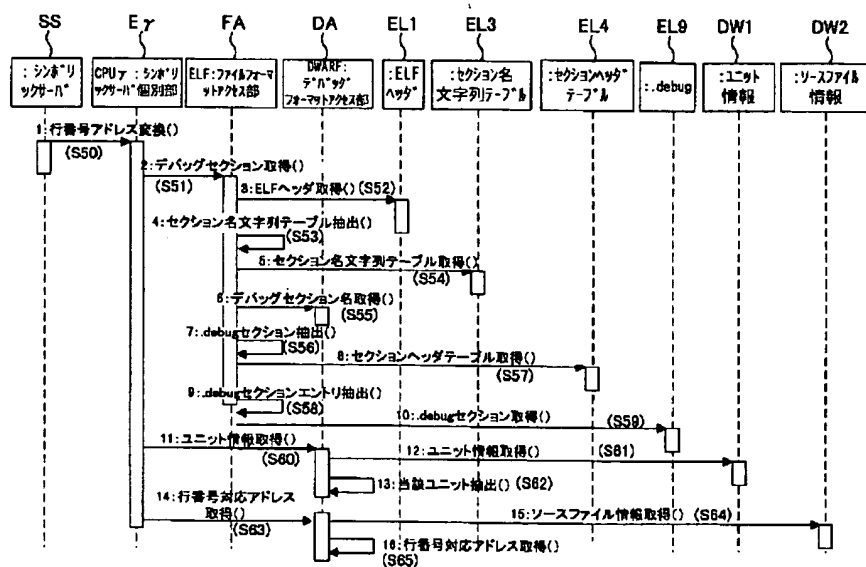 SS
Eγ
FA
DA
EL1
EL3
EL4
EL9
DW1
DW2
：シンボリ
ックサーバ
CPUγ：シンボリ
ックサーバ
個別部
ELF：ファイルフォーマ
ットアクセス部
DWARF：
デバッガ
フォーマットアクセス部
：ELF
ヘッダ
：セクション名
文字列テーブル
：セクションヘッダ
テーブル
：.debug
：ユニット
情報
：ソースファイル
情報
1：行番号アドレス変換()
(S50)
2：デバッグセクション取得()
(S51)
3：ELFヘッダ取得() (S52)
4：セクション名文字列テーブル抽出()
(S53)
5：セクション名文字列テーブル取得()
(S54)
6：デバッグセクション名取得()
(S55)
7：.debugセクション抽出()
(S56)
8：セクションヘッダテーブル取得()
(S57)
9：.debugセクションエントリ抽出()
(S58)
10：.debugセクション取得()
(S59)
11：ユニット情報取得()
(S60)
12：ユニット情報取得()
(S61)
13：当該ユニット抽出() (S62)
14：行番号対応アドレス
取得()
(S63)
15：ソースファイル情報取得() (S64)
16：行番号対応アドレス取得()
(S65)